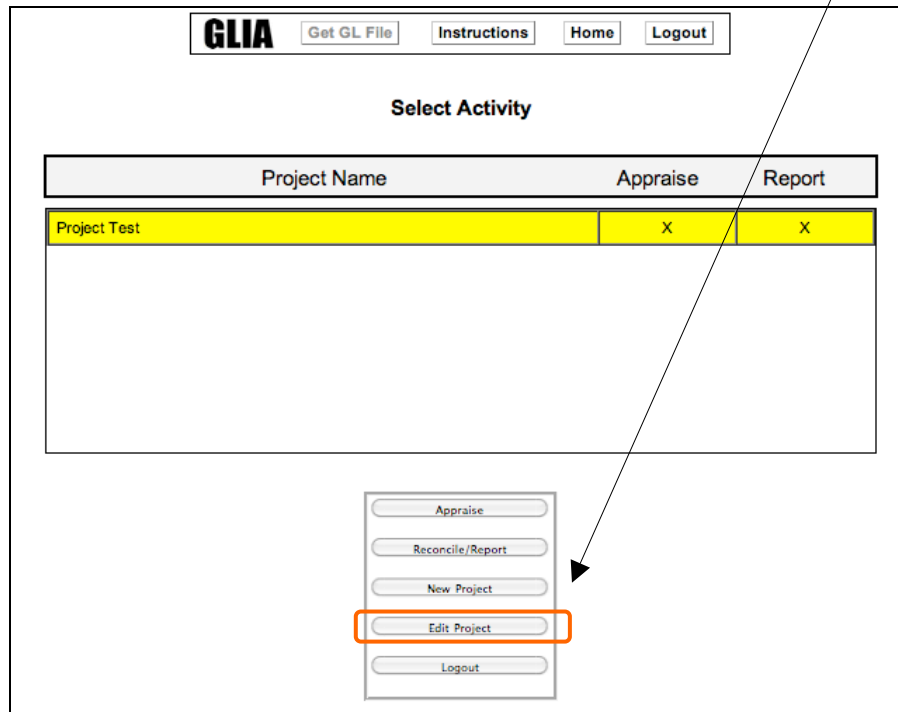 GLIA Get GL File Instructions Home Logout
Select Activity
Project Name Appraise Report
Project Test X X
Appraise
Reconcile/Report
New Project
Edit Project
Logout